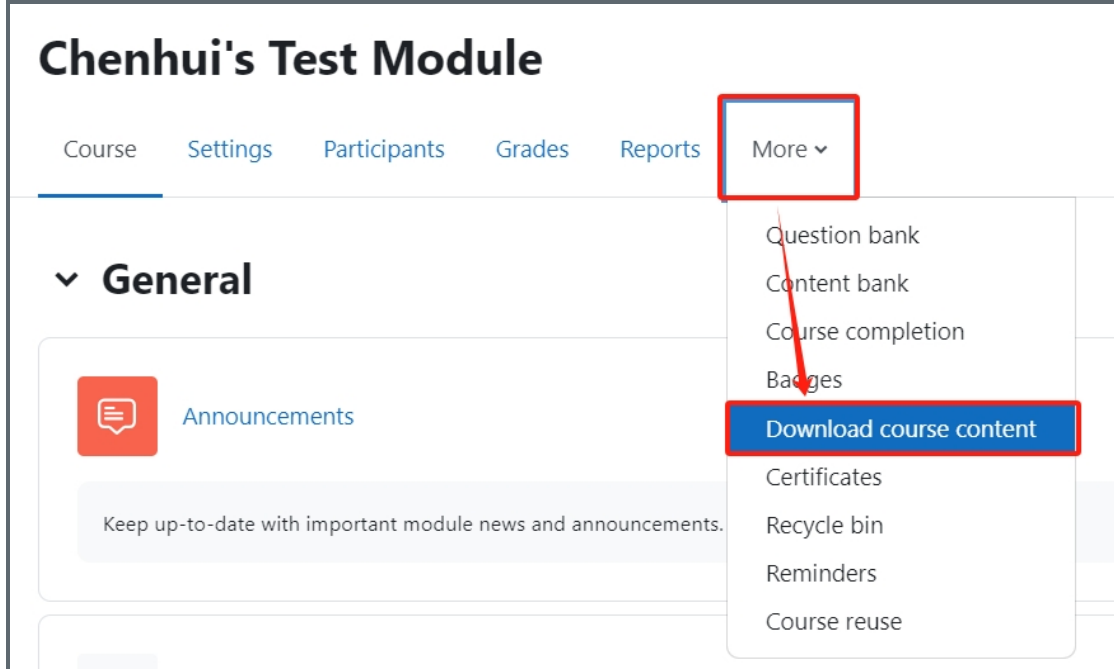 Chenhui's Test Module
Course Settings Participants Grades Reports More
Question bank
Content bank
Course completion
Badges
Download course content
Certificates
Recycle bin
Reminders
Course reuse
General
Announcements
Keep up-to-date with important module news and announcements.